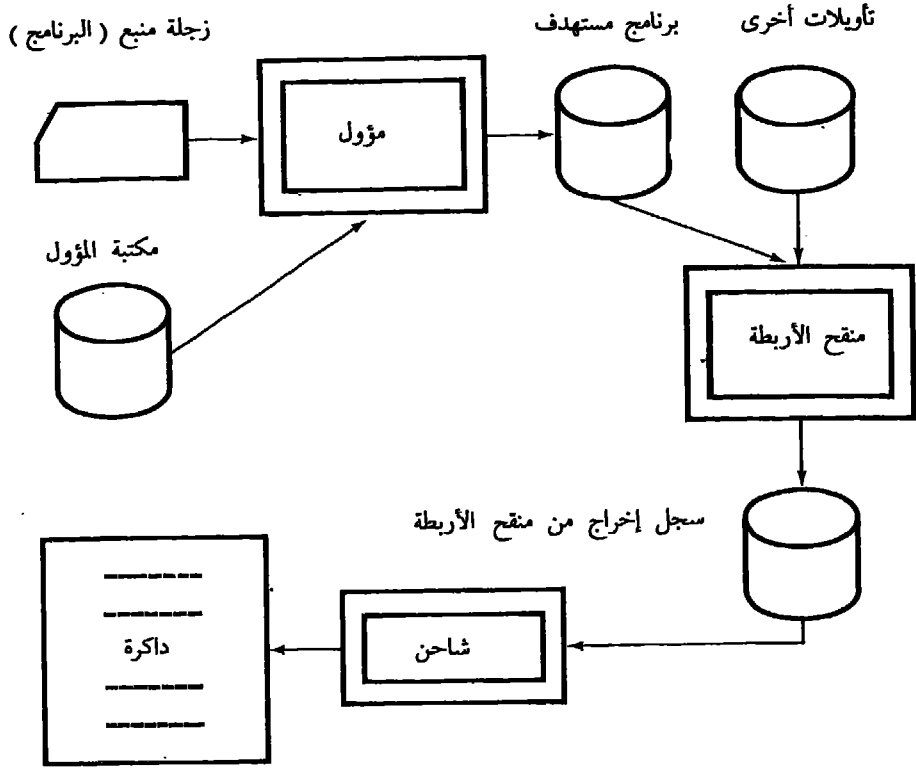 تأويلات أخرى
برنامج مستهدف
زجلة منبع ( البرنامج )
مؤول
مكتبة المؤول
منقح الأربطة
سجل إخراج من منقح الأربطة
شاحن
داكرة